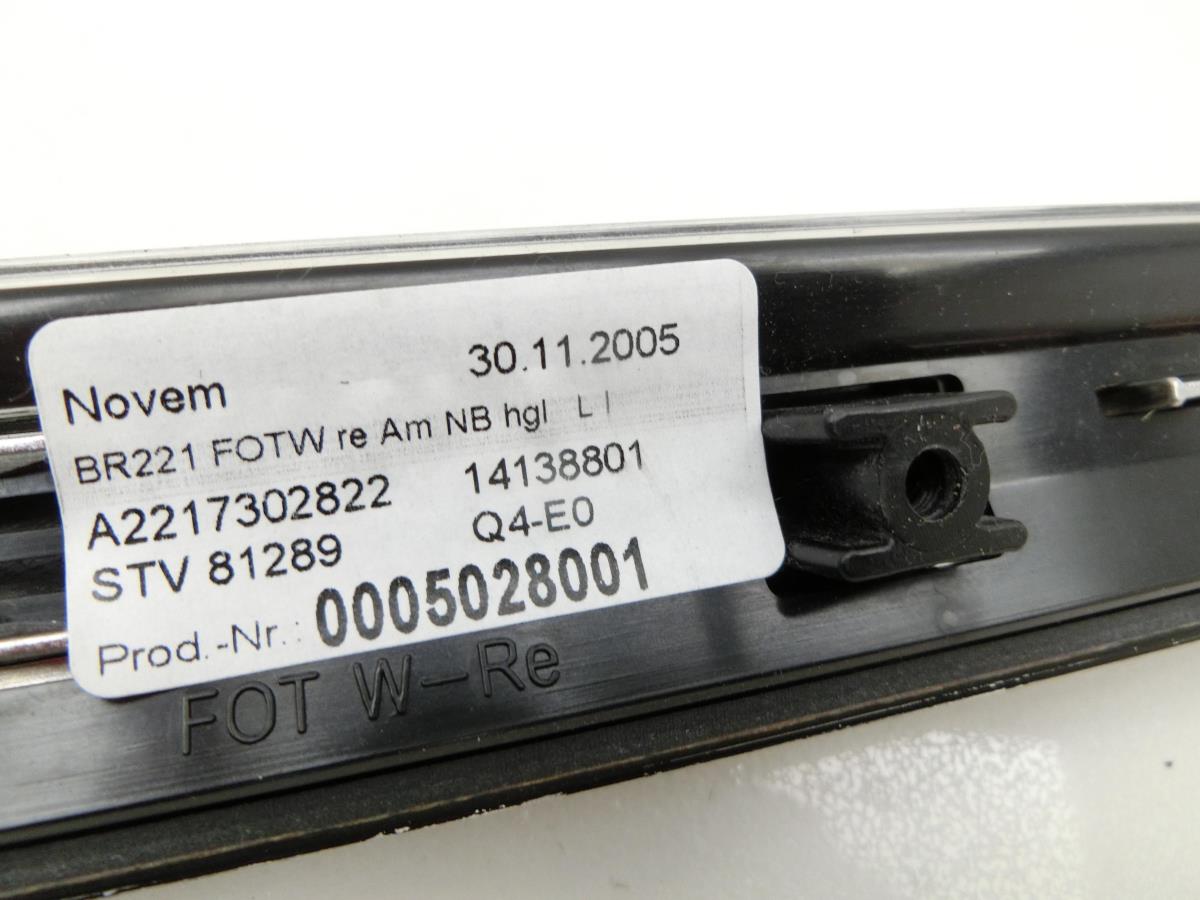 Novem 30.11.2005
BR221 FOTW re Am NB hgl L
A2217302822 14138801
STV 81289 Q4-E0
Prod.-Nr.: 0005028001
FOT W-Re